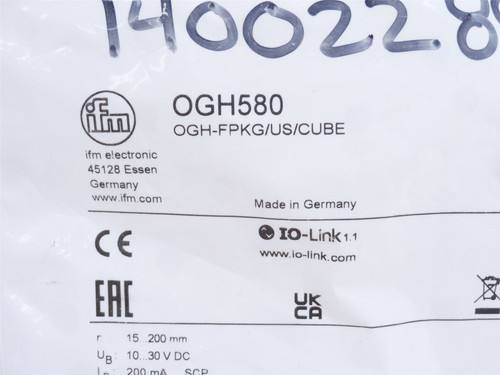 1400228
ifm
OGH580
OGH-FPKG/US/CUBE
ifm electronic
45128 Essen
Germany
www.ifm.com
Made in Germany
CE
IO-Link 1.1
www.io-link.com
EAC
UK
CA
r: 15...200 mm
UB: 10...30 V DC
200 mA SCP